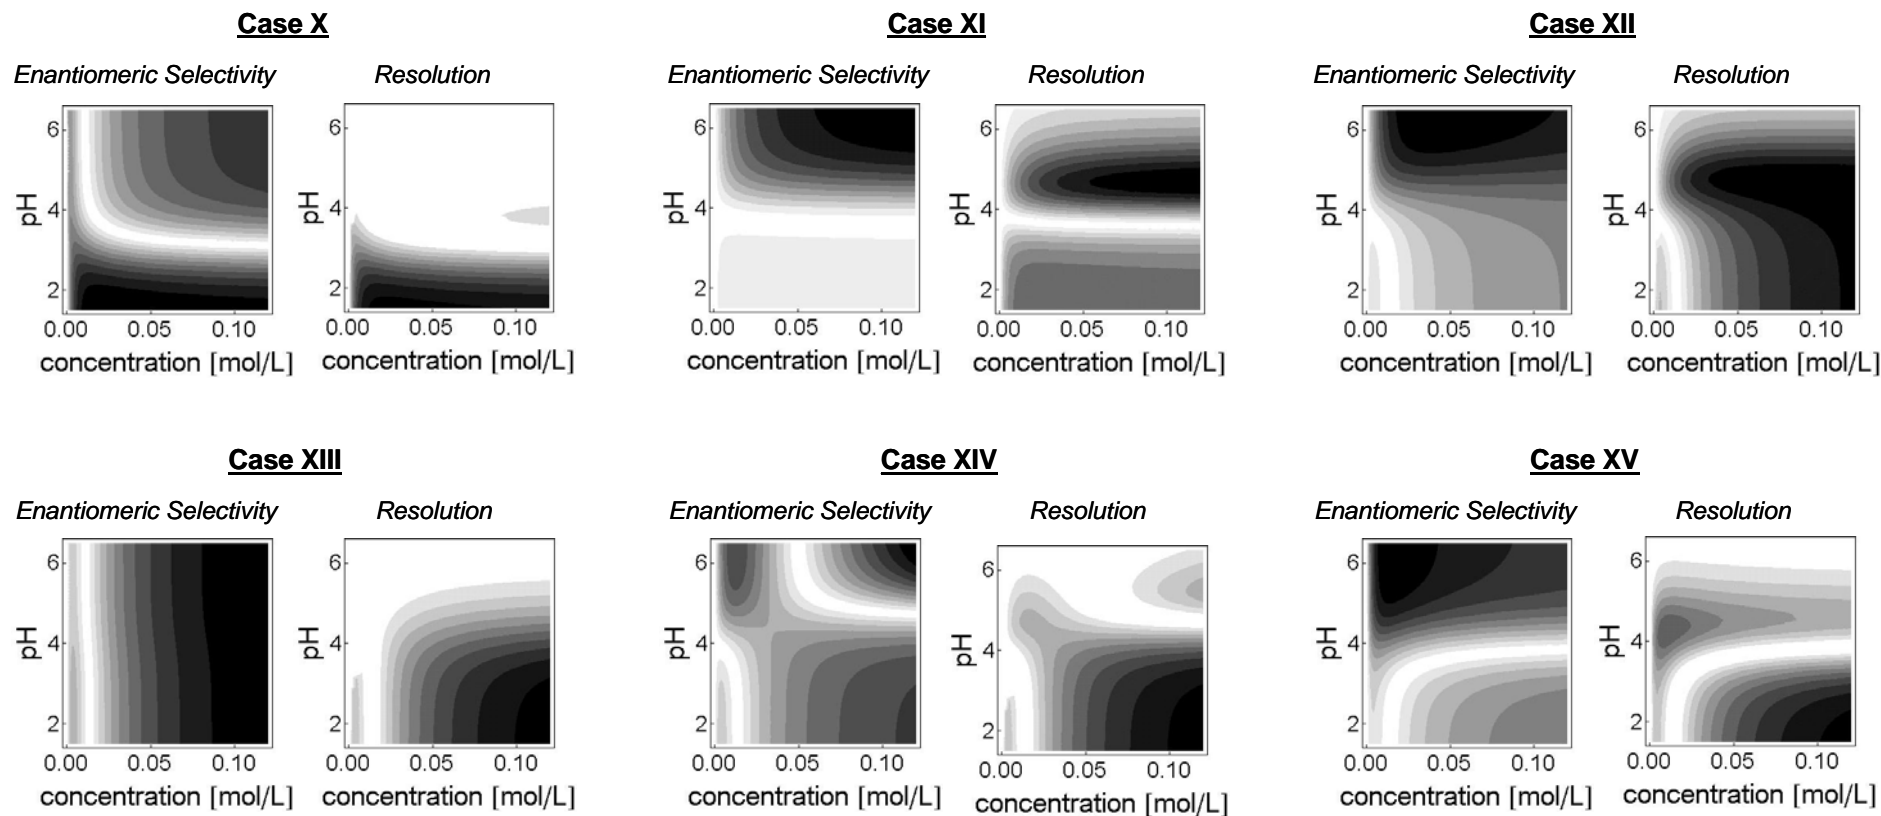 Case X
Enantiomeric Selectivity Resolution
pH 6 4 2 0.00 0.05 0.10
concentration [mol/L]
pH 6 4 2 0.00 0.05 0.10
concentration [mol/L]
Case XI
Enantiomeric Selectivity Resolution
pH 6 4 2 0.00 0.05 0.10
concentration [mol/L]
pH 6 4 2 0.00 0.05 0.10
concentration [mol/L]
Case XII
Enantiomeric Selectivity Resolution
pH 6 4 2 0.00 0.05 0.10
concentration [mol/L]
pH 6 4 2 0.00 0.05 0.10
concentration [mol/L]
Case XIII
Enantiomeric Selectivity Resolution
pH 6 4 2 0.00 0.05 0.10
concentration [mol/L]
pH 6 4 2 0.00 0.05 0.10
concentration [mol/L]
Case XIV
Enantiomeric Selectivity Resolution
pH 6 4 2 0.00 0.05 0.10
concentration [mol/L]
pH 6 4 2 0.00 0.05 0.10
concentration [mol/L]
Case XV
Enantiomeric Selectivity Resolution
pH 6 4 2 0.00 0.05 0.10
concentration [mol/L]
pH 6 4 2 0.00 0.05 0.10
concentration [mol/L]